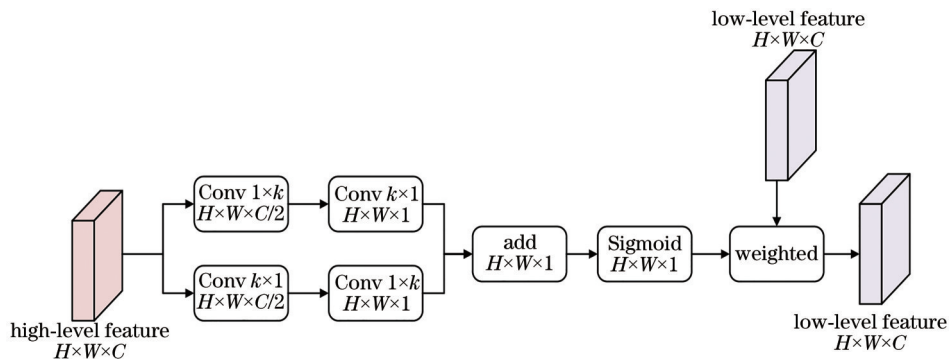 low-level feature
H×W×C
Conv 1×k
H×W×C/2
Conv k×1
H×W×1
add
H×W×1
Sigmoid
H×W×1
weighted
Conv k×1
H×W×C/2
Conv 1×k
H×W×1
high-level feature
H×W×C
low-level feature
H×W×C